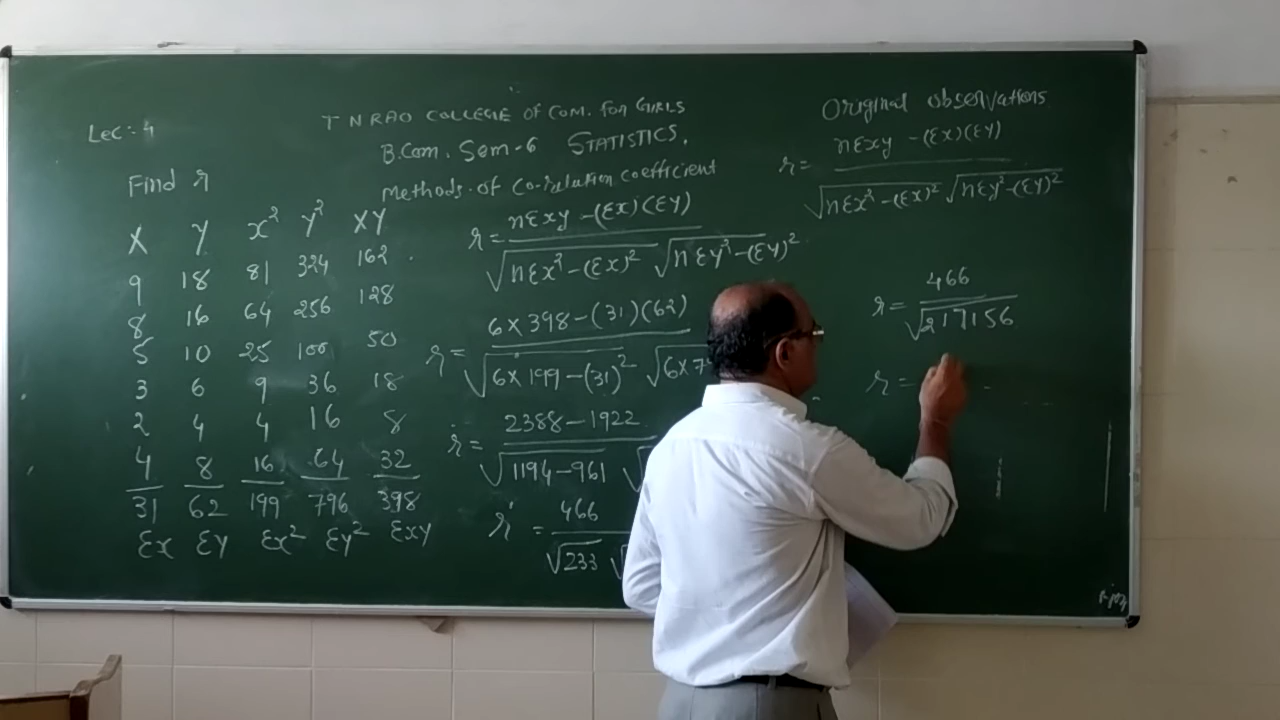 Lec:- 4
T N RAO COLLEGE OF COM. FOR GIRLS
B.Com. Sem-6 STATISTICS.
Methods of Co-relation coefficient
Find r
X Y x² y² XY
9 18 81 324 162
8 16 64 256 128
5 10 25 100 50
3 6 9 36 18
2 4 4 16 8
4 8 16 64 32
31 62 199 796 398
Σx Σy Σx² Σy² Σxy
r = nΣxy - (Σx)(Σy)
√nΣx² - (Σx)² √nΣy² - (Σy)²
r = 6×398 - (31)(62)
√6×199 - (31)² √6×7
r = 2388 - 1922
√1194 - 961 √
r = 466
√233 √
Original observations
r = nΣxy - (Σx)(Σy)
√nΣx² - (Σx)² √nΣy² - (Σy)²
r = 466
√217156
r =